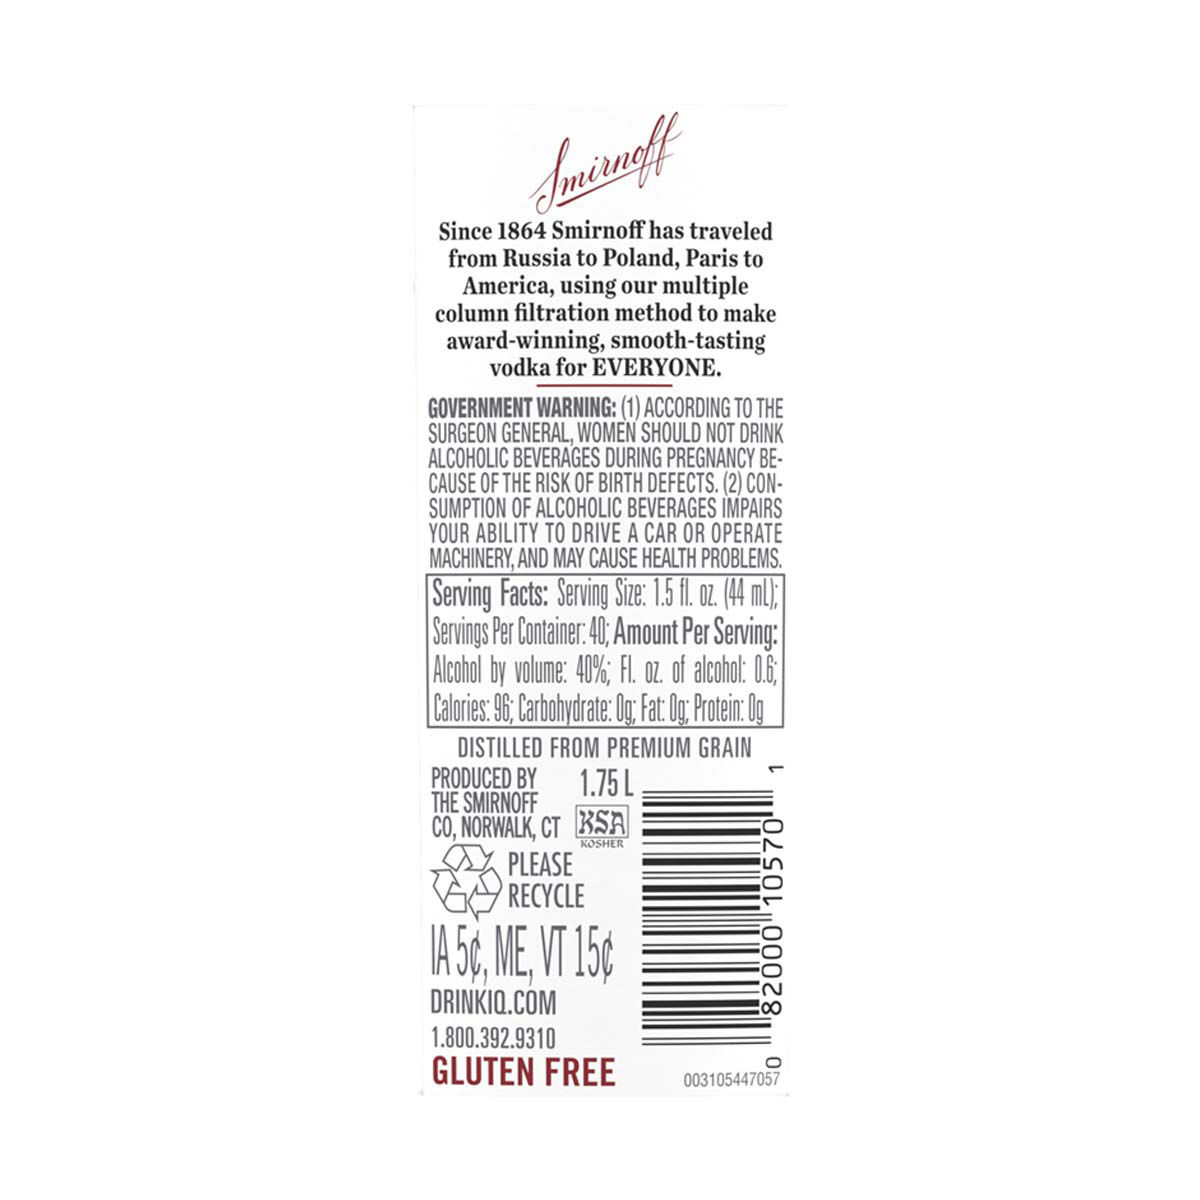 Smirnoff
Since 1864 Smirnoff has traveled
from Russia to Poland, Paris to
America, using our multiple
column filtration method to make
award-winning, smooth-tasting
vodka for EVERYONE.
GOVERNMENT WARNING: (1) ACCORDING TO THE
SURGEON GENERAL, WOMEN SHOULD NOT DRINK
ALCOHOLIC BEVERAGES DURING PREGNANCY BE-
CAUSE OF THE RISK OF BIRTH DEFECTS. (2) CON-
SUMPTION OF ALCOHOLIC BEVERAGES IMPAIRS
YOUR ABILITY TO DRIVE A CAR OR OPERATE
MACHINERY, AND MAY CAUSE HEALTH PROBLEMS.
Serving Facts: Serving Size: 1.5 fl. oz. (44 mL);
Servings Per Container: 40; Amount Per Serving:
Alcohol by volume: 40%; Fl. oz. of alcohol: 0.6;
Calories: 96; Carbohydrate: 0g; Fat: 0g; Protein: 0g
DISTILLED FROM PREMIUM GRAIN
PRODUCED BY
THE SMIRNOFF
CO, NORWALK, CT
1.75 L
KSA
KOSHER
PLEASE
RECYCLE
IA 5¢, ME, VT 15¢
DRINKIQ.COM
1.800.392.9310
GLUTEN FREE
0 82000 10570 1
003105447057